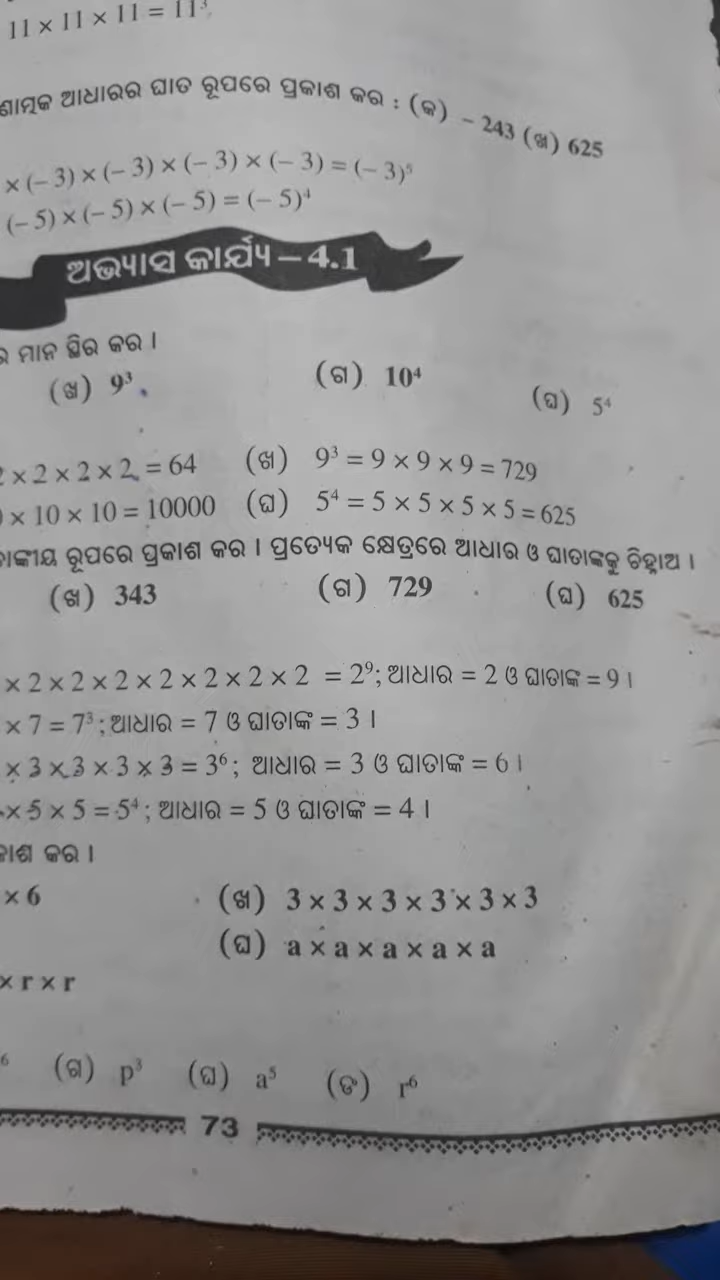 11 × 11 × 11 = 11³
ଆଧାରର ଘାତ ରୂପରେ ପ୍ରକାଶ କର : (କ) – 243 (ଖ) 625
× (– 3) × (– 3) × (– 3) × (– 3) = (– 3)⁵
(– 5) × (– 5) × (– 5) = (– 5)⁴
ଅଭ୍ୟାସ କାର୍ଯ୍ୟ – 4.1
ମାନ ସ୍ଥିର କର ।
(ଖ) 9³ (ଗ) 10⁴ (ଘ) 5⁴
× 2 × 2 × 2 = 64 (ଖ) 9³ = 9 × 9 × 9 = 729
× 10 × 10 = 10000 (ଘ) 5⁴ = 5 × 5 × 5 × 5 = 625
ରୂପରେ ପ୍ରକାଶ କର । ପ୍ରତ୍ୟେକ କ୍ଷେତ୍ରରେ ଆଧାର ଓ ଘାତାଙ୍କକୁ ଚିହ୍ନାଅ ।
(ଖ) 343 (ଗ) 729 (ଘ) 625
× 2 × 2 × 2 × 2 × 2 × 2 × 2 = 2⁹; ଆଧାର = 2 ଓ ଘାତାଙ୍କ = 9 ।
× 7 = 7³ ; ଆଧାର = 7 ଓ ଘାତାଙ୍କ = 3 ।
× 3 × 3 × 3 × 3 = 3⁶ ; ଆଧାର = 3 ଓ ଘାତାଙ୍କ = 6 ।
× 5 × 5 = 5⁴ ; ଆଧାର = 5 ଓ ଘାତାଙ୍କ = 4 ।
କର ।
× 6 (ଖ) 3 × 3 × 3 × 3 × 3 × 3
(ଘ) a × a × a × a × a
× r × r
6 (ଗ) p³ (ଘ) a⁵ (ଙ) r⁶
73